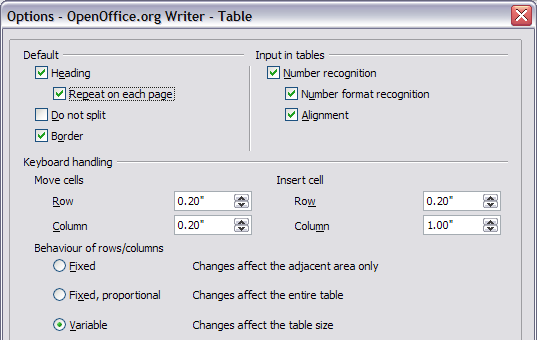 Options - OpenOffice.org Writer - Table
Default
Heading
Repeat on each page
Do not split
Border
Input in tables
Number recognition
Number format recognition
Alignment
Keyboard handling
Move cells
Row 0.20"
Column 0.20"
Insert cell
Row 0.20"
Column 1.00"
Behaviour of rows/columns
Fixed Changes affect the adjacent area only
Fixed, proportional Changes affect the entire table
Variable Changes affect the table size